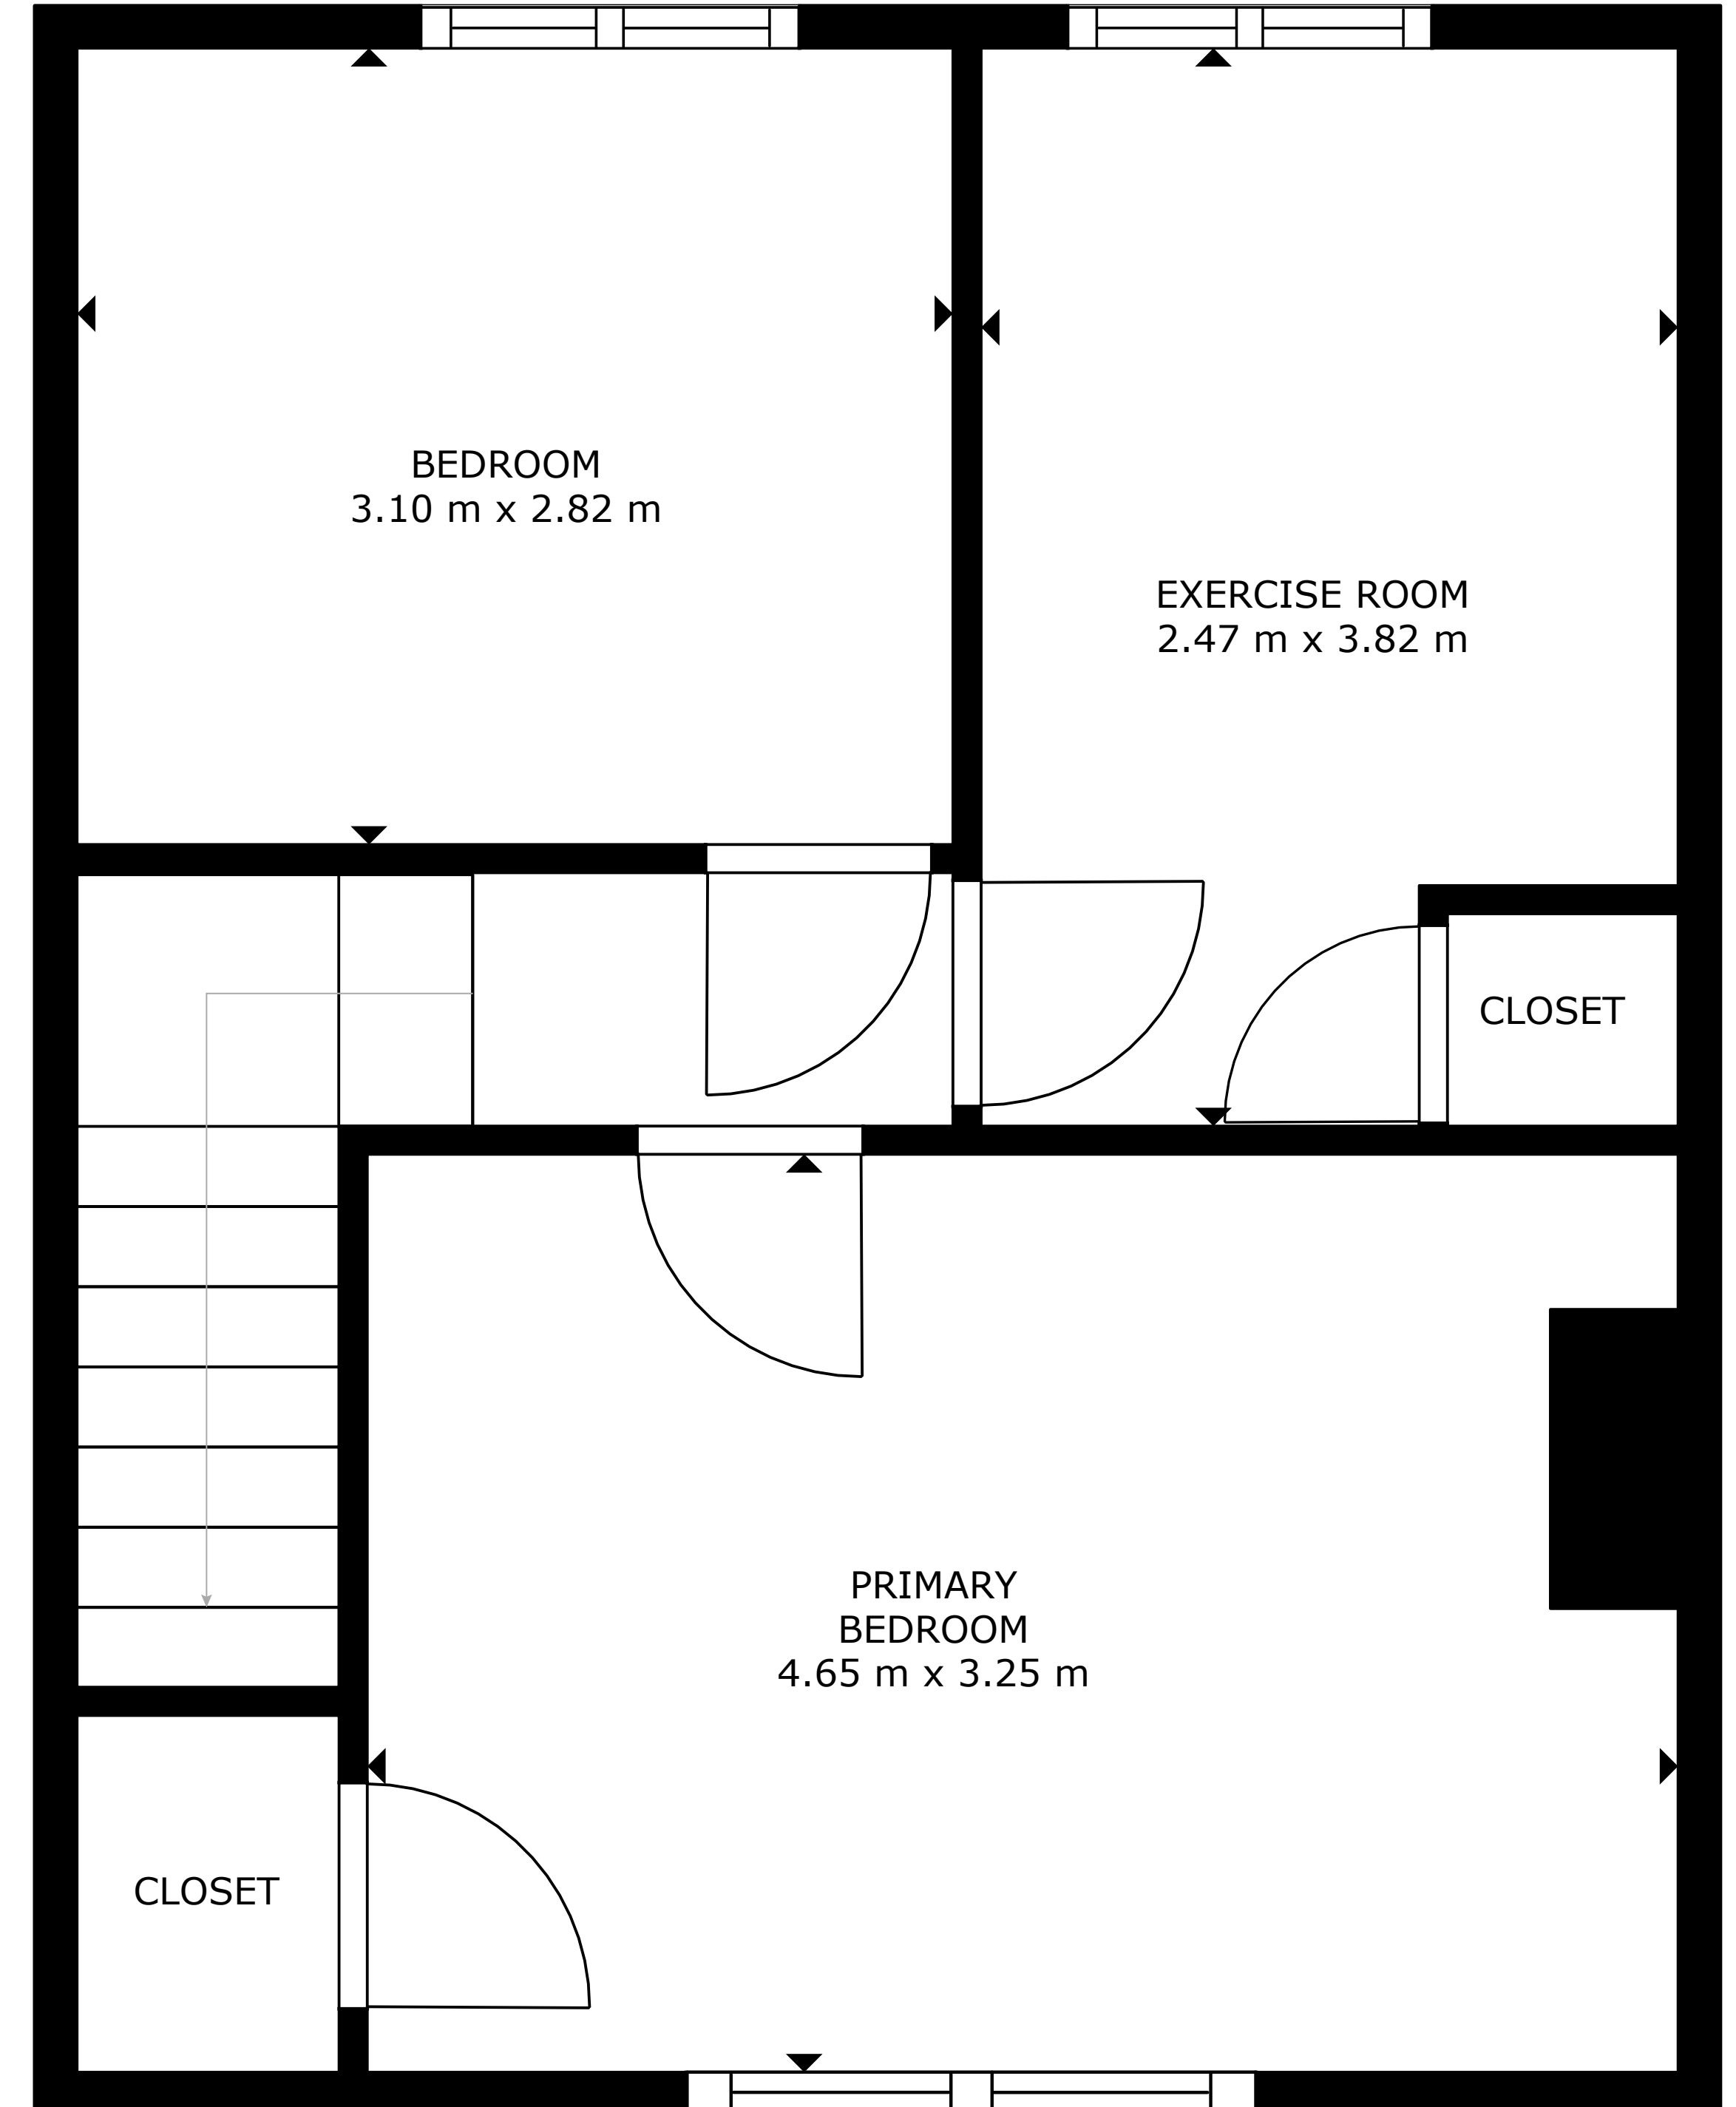 BEDROOM
3.10 m x 2.82 m
EXERCISE ROOM
2.47 m x 3.82 m
CLOSET
PRIMARY
BEDROOM
4.65 m x 3.25 m
CLOSET